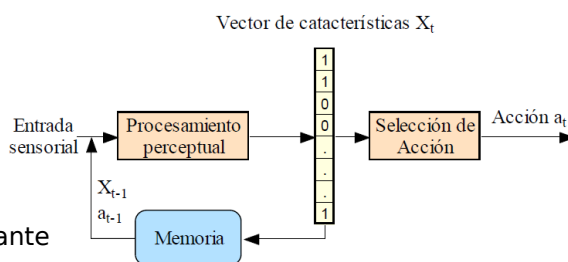 Vector de catacterísticas Xt
1
1
0
0
.
.
.
1
Entrada
sensorial
Procesamiento
perceptual
Selección de
Acción
Acción at
Xt-1
at-1
Memoria
ante